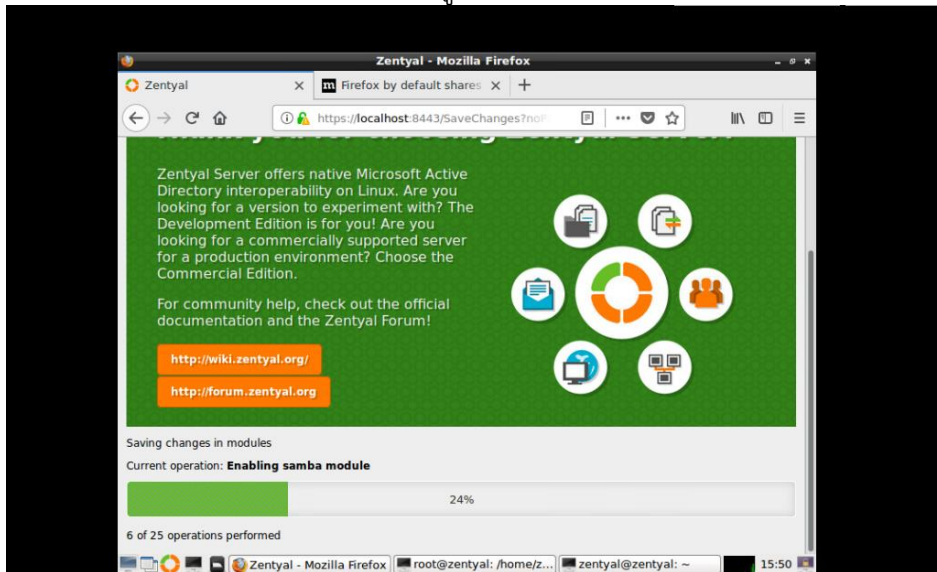 Zentyal - Mozilla Firefox
Zentyal
Firefox by default shares
https://localhost:8443/SaveChanges?noP
Zentyal Server offers native Microsoft Active
Directory interoperability on Linux. Are you
looking for a version to experiment with? The
Development Edition is for you! Are you
looking for a commercially supported server
for a production environment? Choose the
Commercial Edition.
For community help, check out the official
documentation and the Zentyal Forum!
http://wiki.zentyal.org/
http://forum.zentyal.org
Saving changes in modules
Current operation: Enabling samba module
24%
6 of 25 operations performed
Zentyal - Mozilla Firefox root@zentyal: /home/z... zentyal@zentyal: ~ 15:50